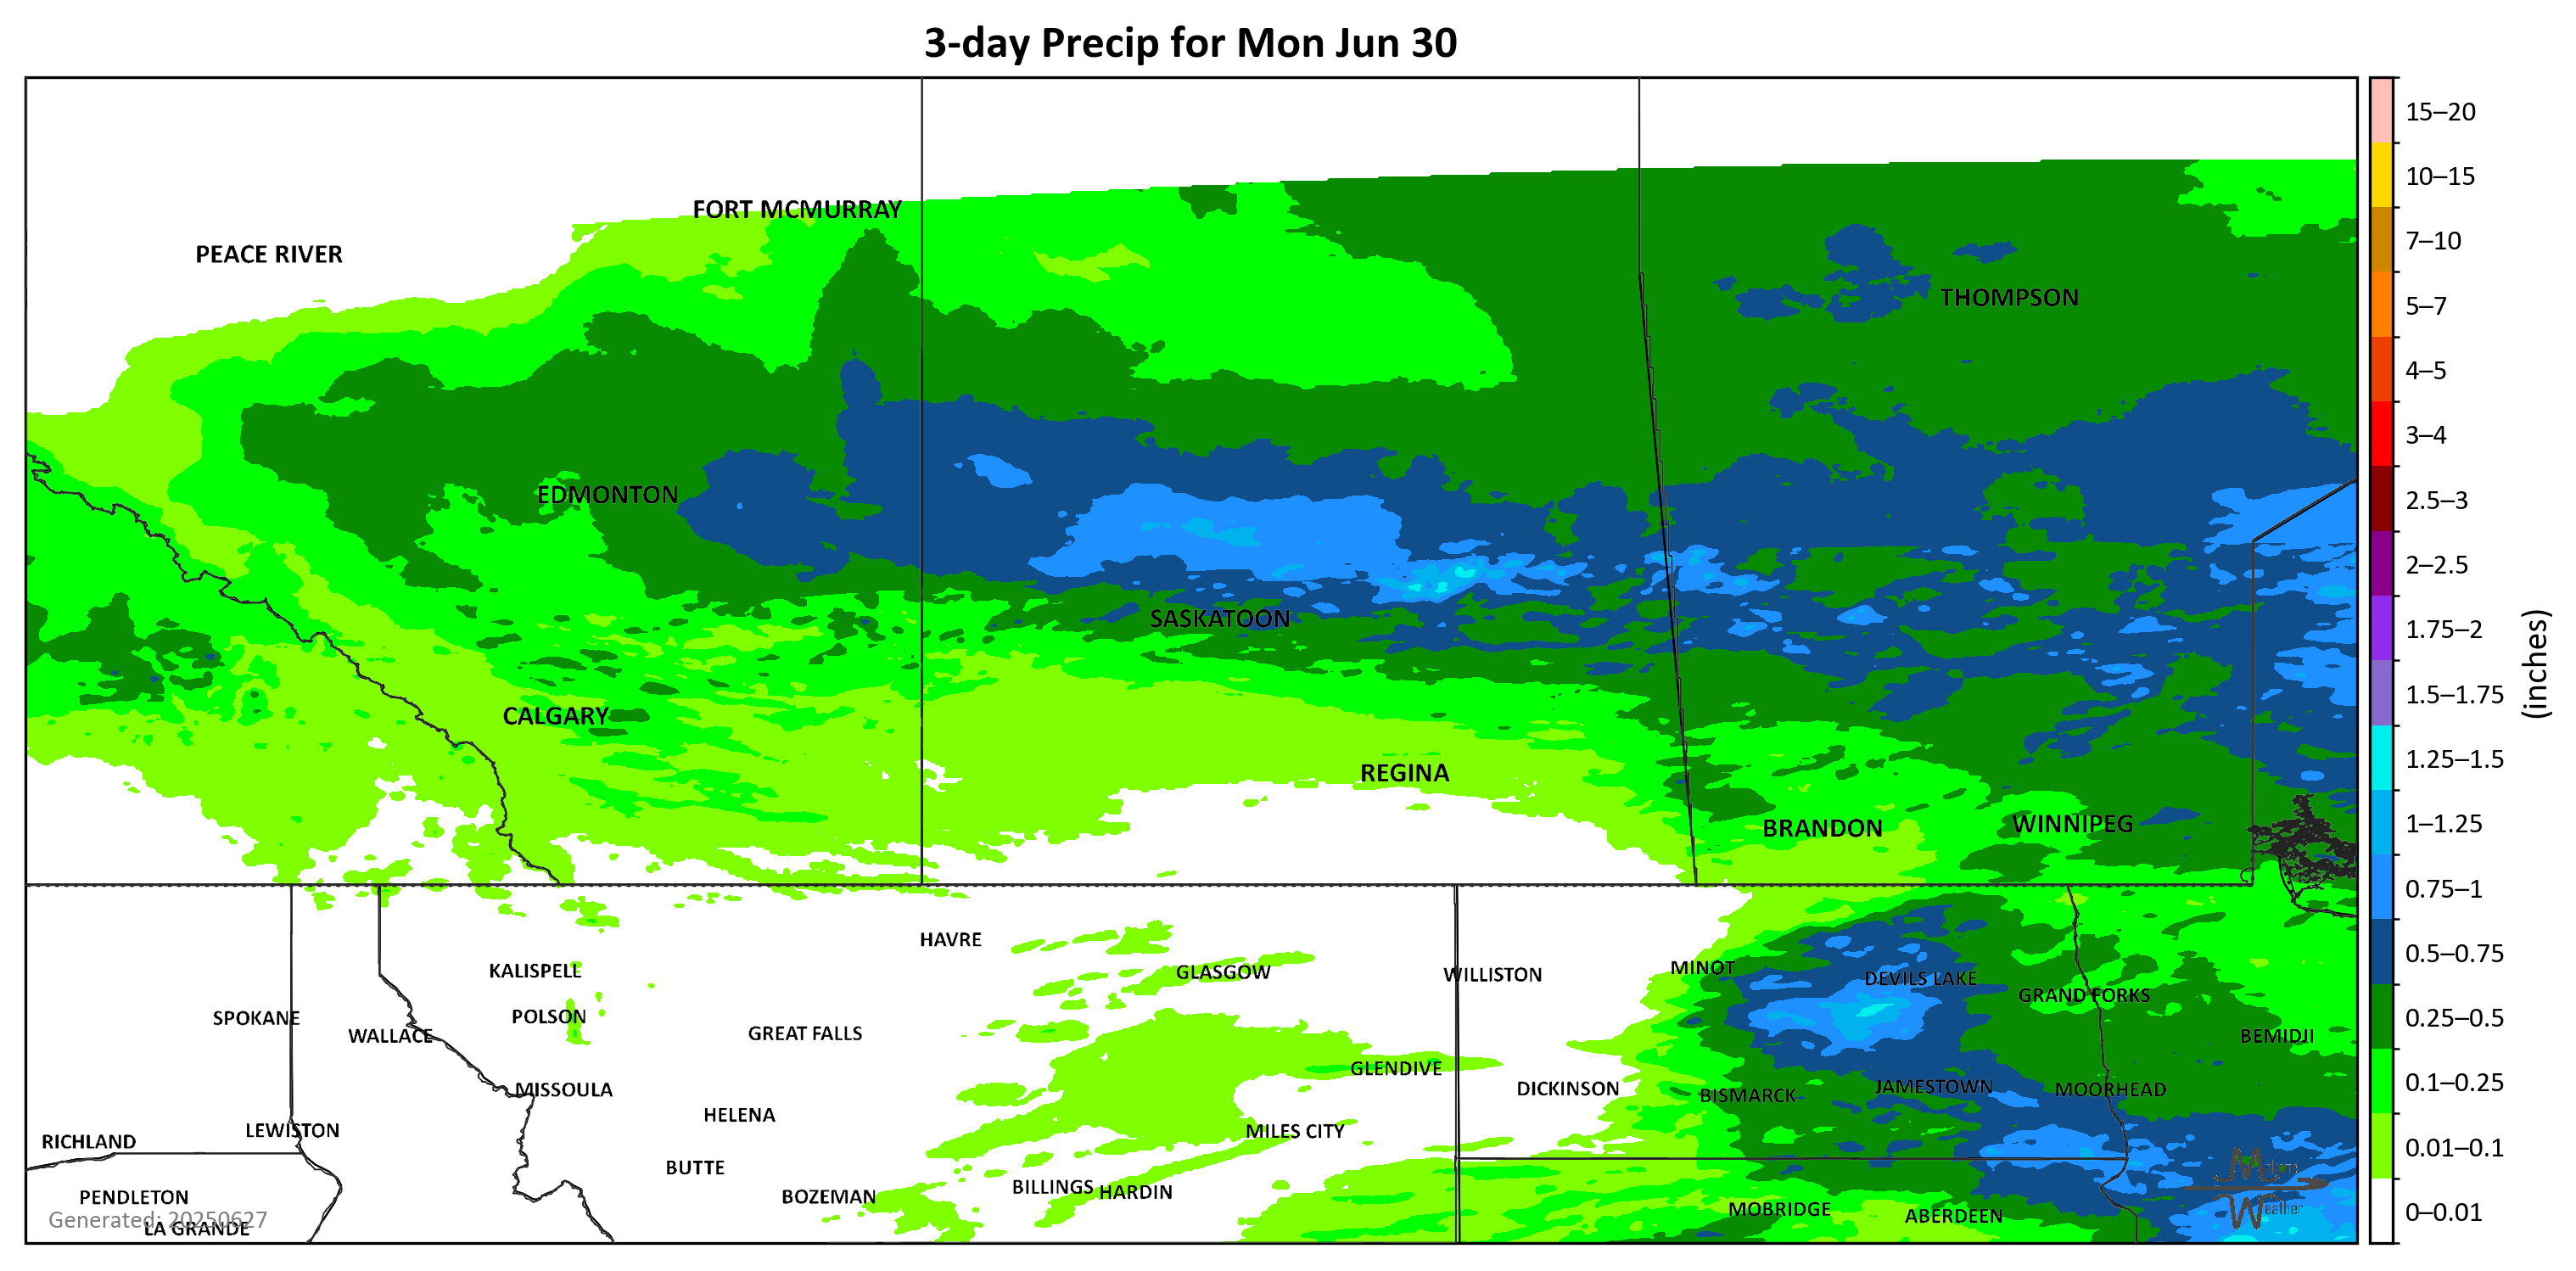 3-day Precip for Mon Jun 30
15–20
10–15
7–10
5–7
4–5
3–4
2.5–3
2–2.5
1.75–2
1.5–1.75
1.25–1.5
1–1.25
0.75–1
0.5–0.75
0.25–0.5
0.1–0.25
0.01–0.1
0–0.01
(inches)
FORT MCMURRAY
PEACE RIVER
THOMPSON
EDMONTON
SASKATOON
CALGARY
REGINA
BRANDON
WINNIPEG
HAVRE
KALISPELL
GLASGOW
WILLISTON
MINOT
DEVILS LAKE
GRAND FORKS
SPOKANE
POLSON
WALLACE
GREAT FALLS
BEMIDJI
GLENDIVE
MISSOULA
DICKINSON
BISMARCK
JAMESTOWN
MOORHEAD
HELENA
LEWISTON
RICHLAND
MILES CITY
BUTTE
PENDLETON
BOZEMAN
BILLINGS
HARDIN
MOBRIDGE
ABERDEEN
Generated: 20250627
LA GRANDE
Weather